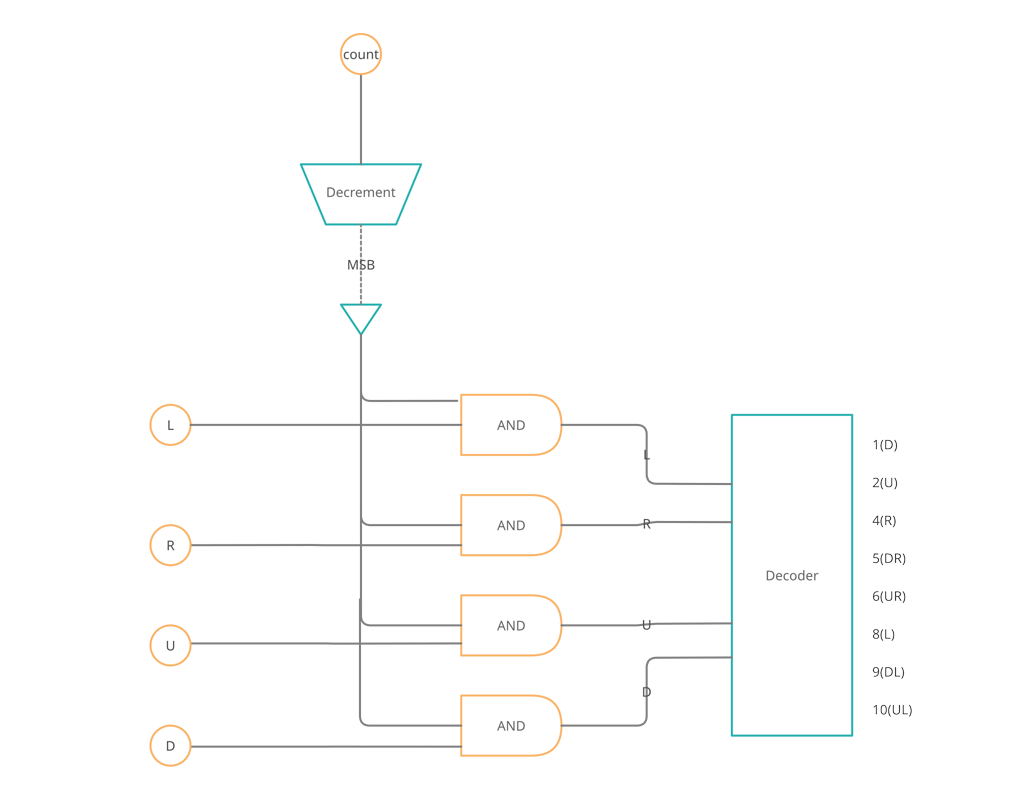 count
Decrement
MSB
L
AND
L
R
AND
R
U
AND
U
D
AND
D
Decoder
1(D)
2(U)
4(R)
5(DR)
6(UR)
8(L)
9(DL)
10(UL)